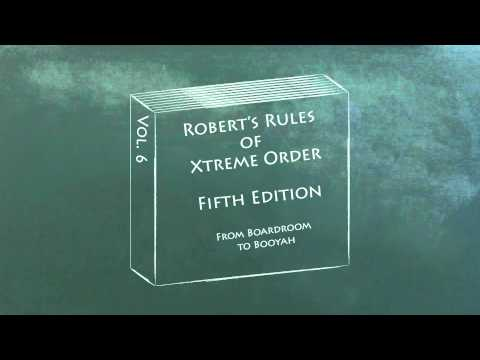 Vol. 6
Robert's Rules
of
Xtreme Order
Fifth Edition
From Boardroom
to Booyah